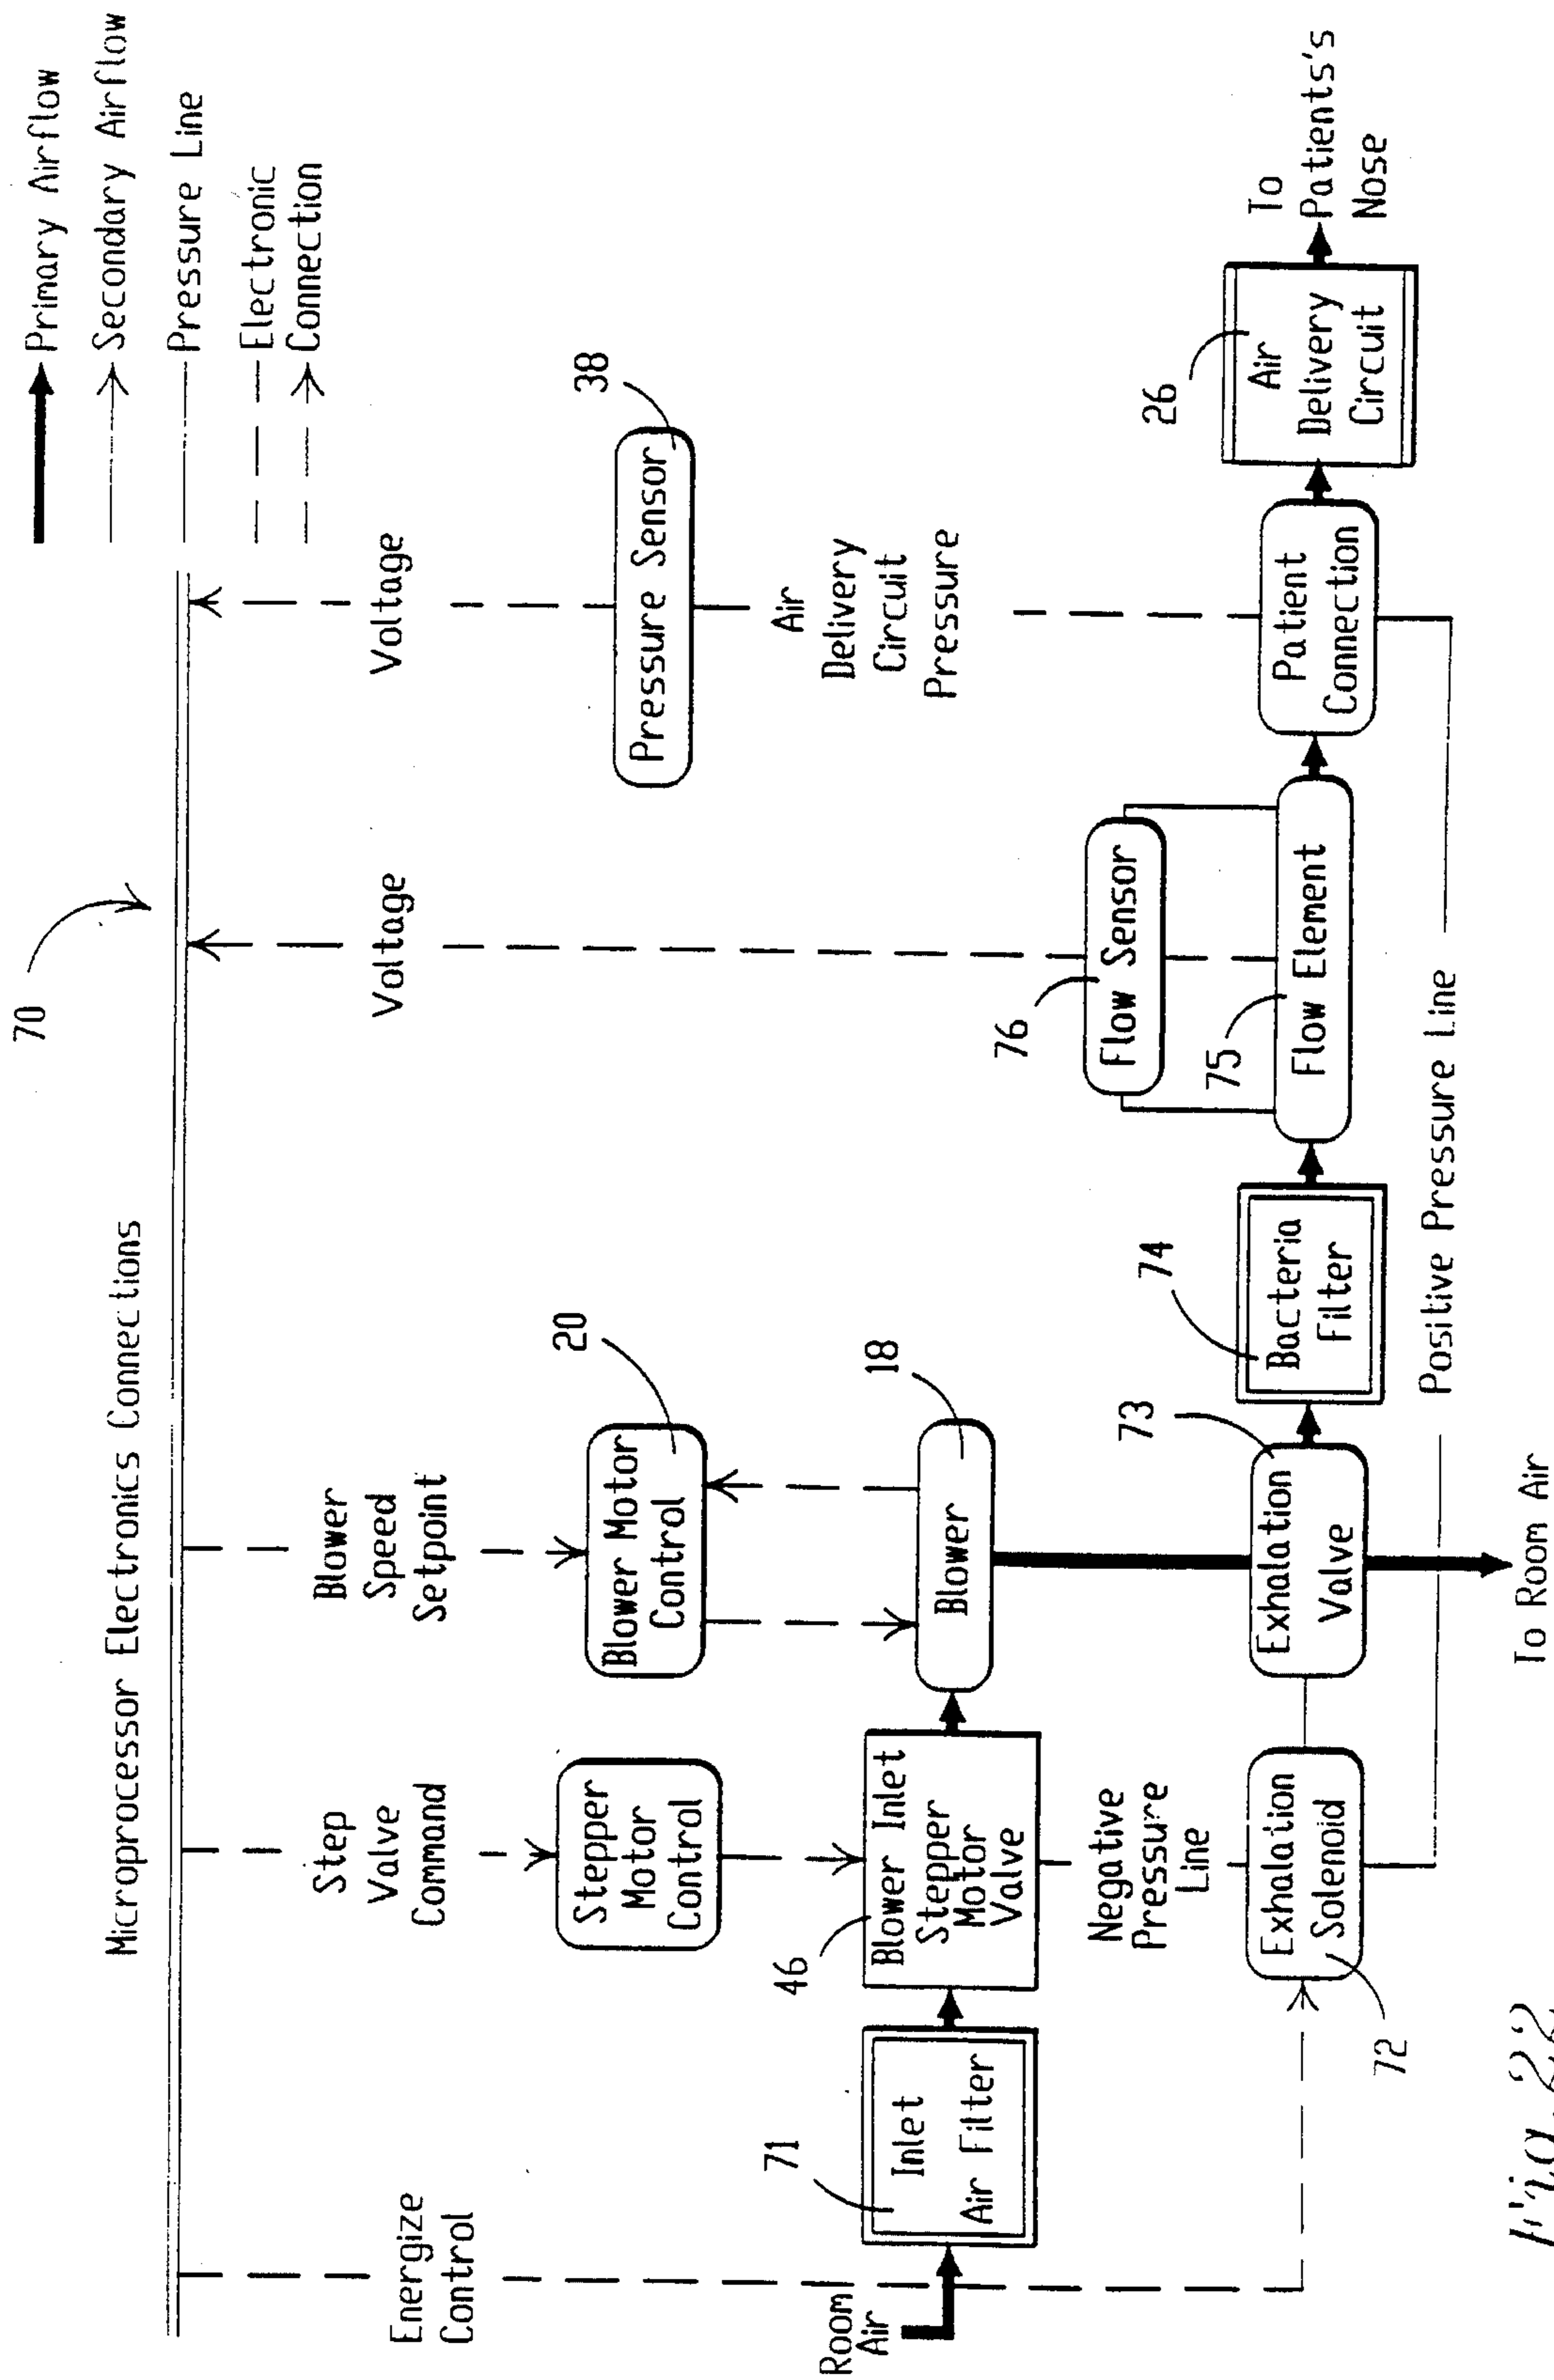 Primary Airflow
Secondary Airflow
Pressure Line
Electronic
Connection
70
Microprocessor Electronics Connections
Energize
Control
Step
Valve
Command
Blower
Speed
Setpoint
Voltage
Voltage
Stepper
Motor
Control
Blower Motor
Control
20
Pressure Sensor
38
Air
Delivery
Circuit
Pressure
Room
Air
71
Inlet
Air Filter
46
Blower Inlet
Stepper
Motor
Valve
Blower
18
Negative
Pressure
Line
Exhalation
Solenoid
72
Exhalation
Valve
73
Bacteria
Filter
74
Flow Sensor
76
Flow Element
75
Patient
Connection
Air
Delivery
Circuit
26
To
Patients's
Nose
Positive Pressure Line
To Room Air
Fig. 22